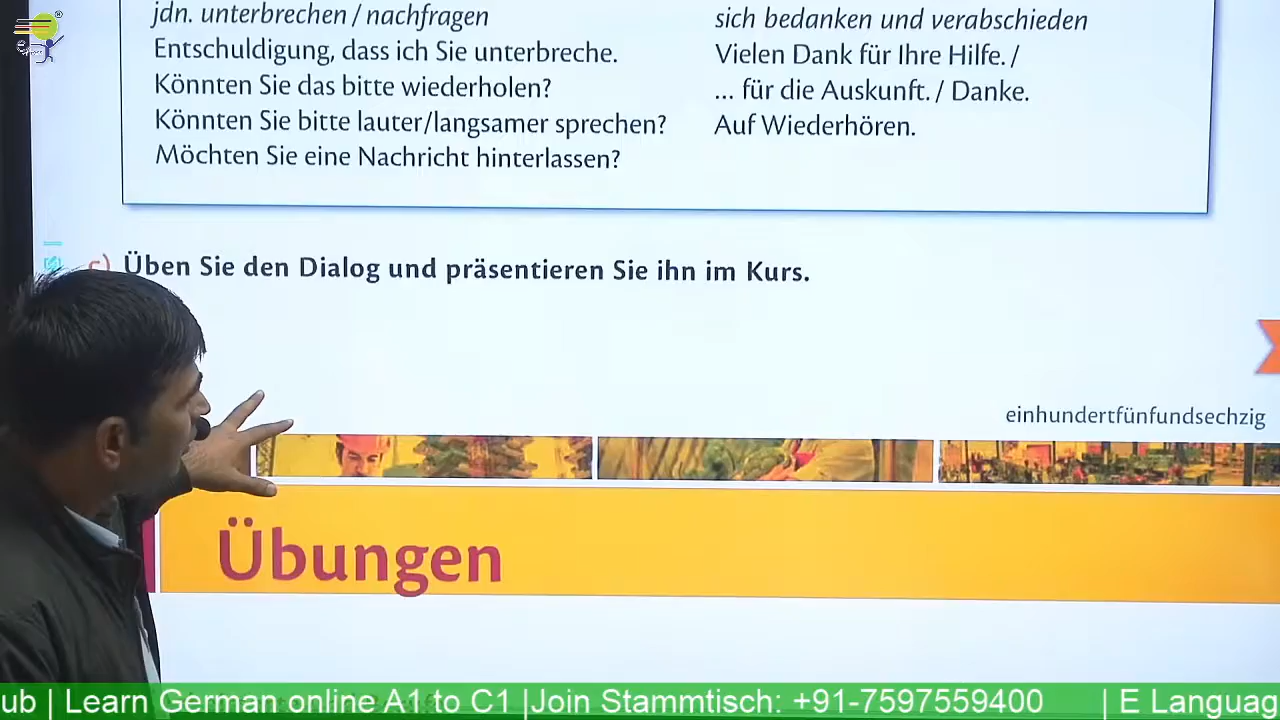 jdn. unterbrechen / nachfragen
Entschuldigung, dass ich Sie unterbreche.
Könnten Sie das bitte wiederholen?
Könnten Sie bitte lauter/langsamer sprechen?
Möchten Sie eine Nachricht hinterlassen?
sich bedanken und verabschieden
Vielen Dank für Ihre Hilfe. /
... für die Auskunft. / Danke.
Auf Wiederhören.
c) Üben Sie den Dialog und präsentieren Sie ihn im Kurs.
einhundertfünfundsechzig
Übungen
ub | Learn German online A1 to C1 |Join Stammtisch: +91-7597559400 | E Languag